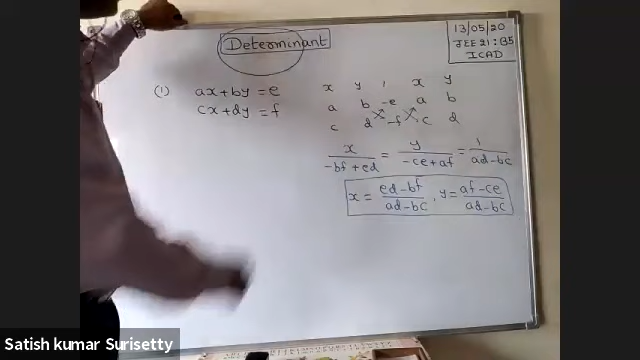 Determinant
13/05/20
JEE 21:B5
ICAD
(1) ax+by=e
cx+dy=f
x y 1 x y
a b -e a b
c d -f c d
x/(-bf+ed) = y/(-ce+af) = 1/(ad-bc)
x = (ed-bf)/(ad-bc), y = (af-ce)/(ad-bc)
Satish kumar Surisetty